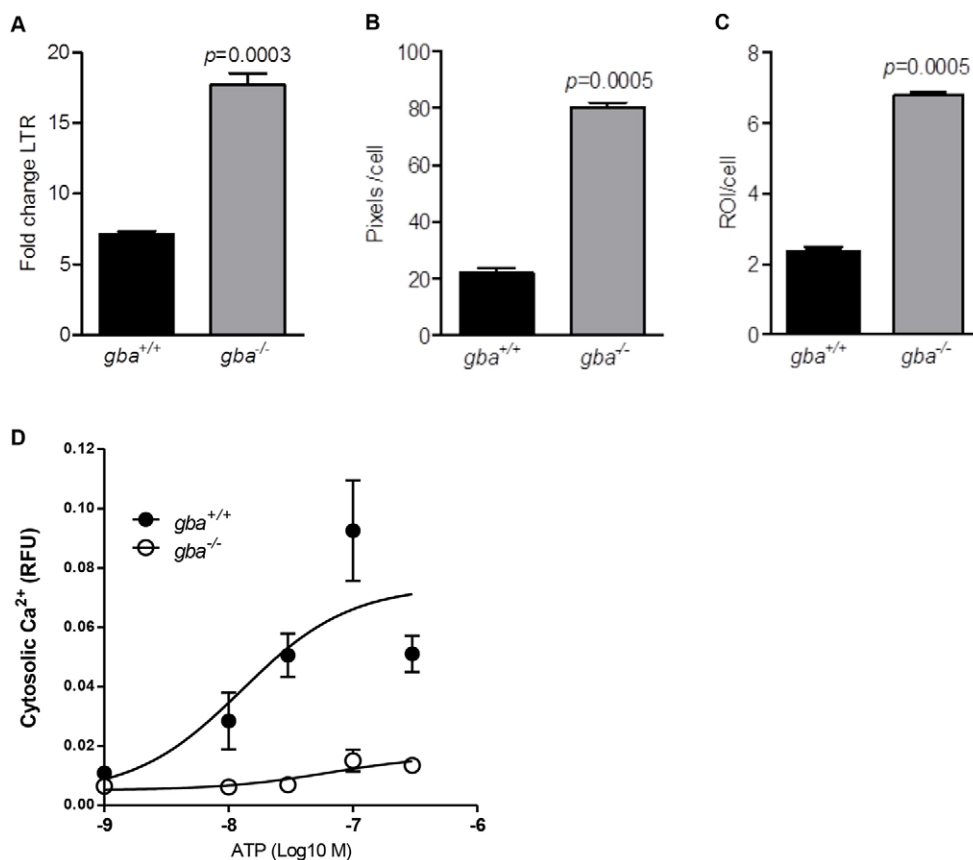 A
Fold change LTR
20
15
10
5
0
p=0.0003
gba+/+
gba-/-
B
Pixels /cell
100
80
60
40
20
0
p=0.0005
gba+/+
gba-/-
C
ROI/cell
8
6
4
2
0
p=0.0005
gba+/+
gba-/-
D
Cytosolic Ca2+ (RFU)
0.12
0.10
0.08
0.06
0.04
0.02
0.00
gba+/+
gba-/-
-9 -8 -7 -6
ATP (Log10 M)